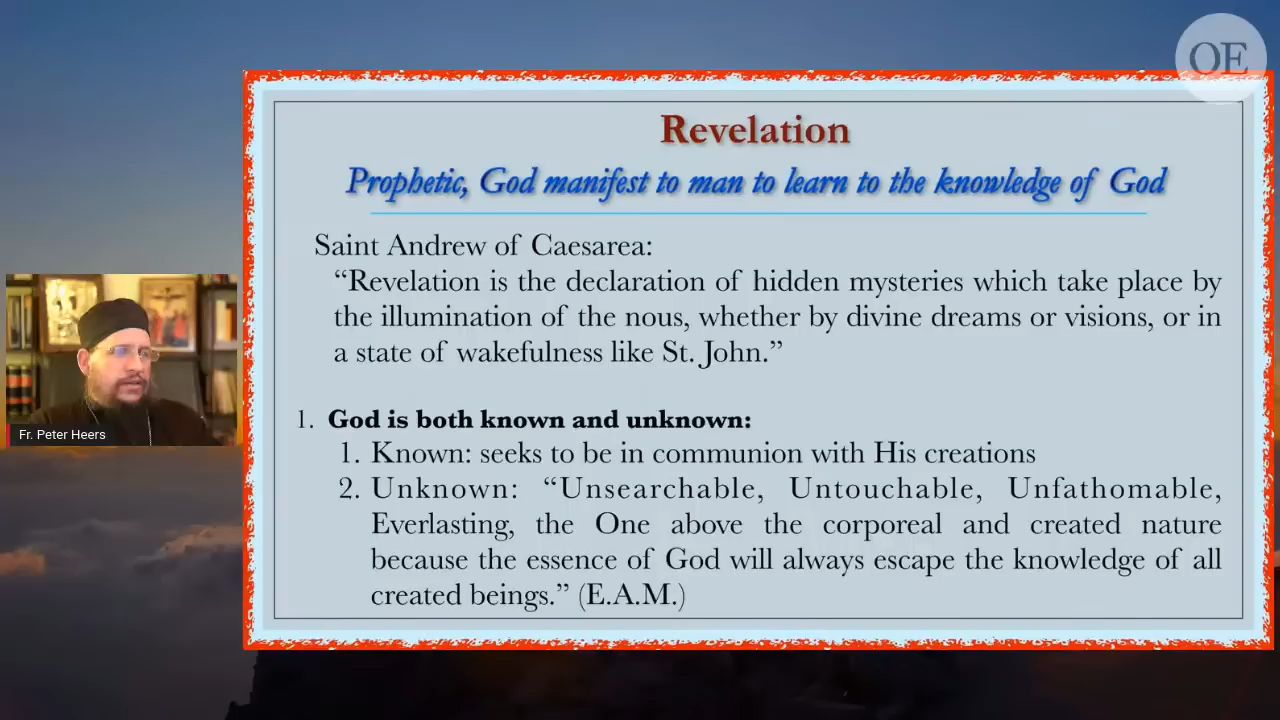 OE
Revelation
Prophetic, God manifest to man to learn to the knowledge of God
Saint Andrew of Caesarea:
“Revelation is the declaration of hidden mysteries which take place by
the illumination of the nous, whether by divine dreams or visions, or in
a state of wakefulness like St. John.”
1. God is both known and unknown:
1. Known: seeks to be in communion with His creations
2. Unknown: “Unsearchable, Untouchable, Unfathomable,
Everlasting, the One above the corporeal and created nature
because the essence of God will always escape the knowledge of all
created beings.” (E.A.M.)
Fr. Peter Heers